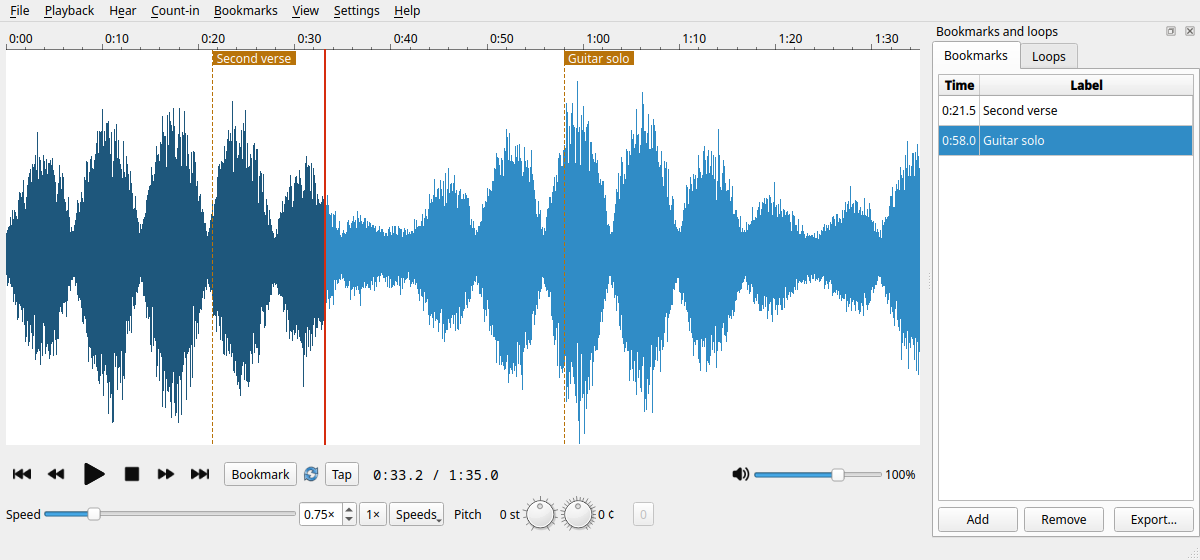 File Playback Hear Count-in Bookmarks View Settings Help
0:00 0:10 0:20 0:30 0:40 0:50 1:00 1:10 1:20 1:30
Second verse Guitar solo
Bookmarks and loops
Bookmarks Loops
Time Label
0:21.5 Second verse
0:58.0 Guitar solo
Bookmark Tap 0:33.2 / 1:35.0 100%
Speed 0.75× 1× Speeds Pitch 0 st 0 ¢ 0
Add Remove Export...